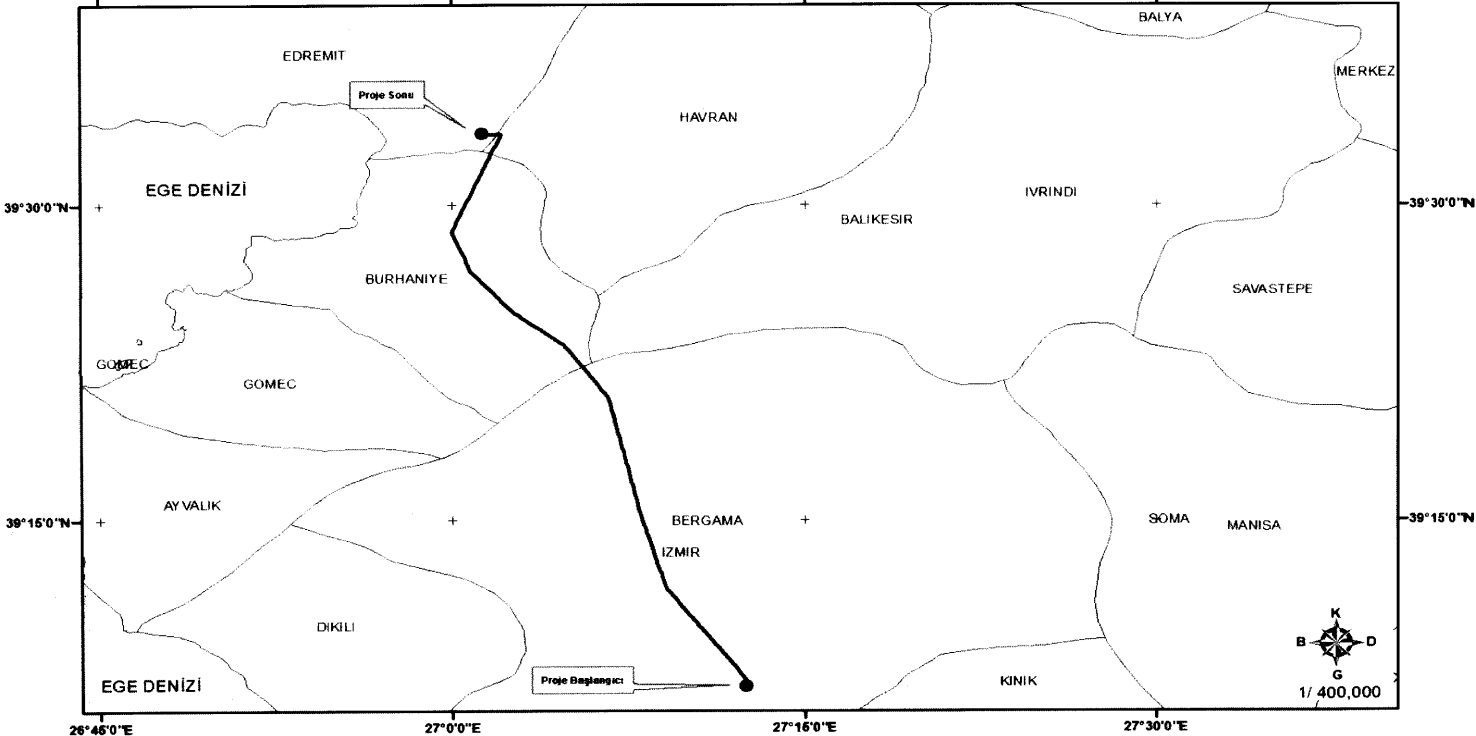 BALYA
EDREMIT
MERKEZ
Proje Sonu
HAVRAN
EGE DENİZİ
IVRINDI
39°30'0"N
39°30'0"N
BALIKESIR
BURHANIYE
SAVASTEPE
GOMEC
GOMEC
AYVALIK
39°15'0"N
BERGAMA
SOMA
MANISA
39°15'0"N
IZMIR
DIKILI
K
B
D
G
1/ 400,000
Proje Başlangıcı
EGE DENİZİ
KINIK
26°45'0"E
27°0'0"E
27°15'0"E
27°30'0"E